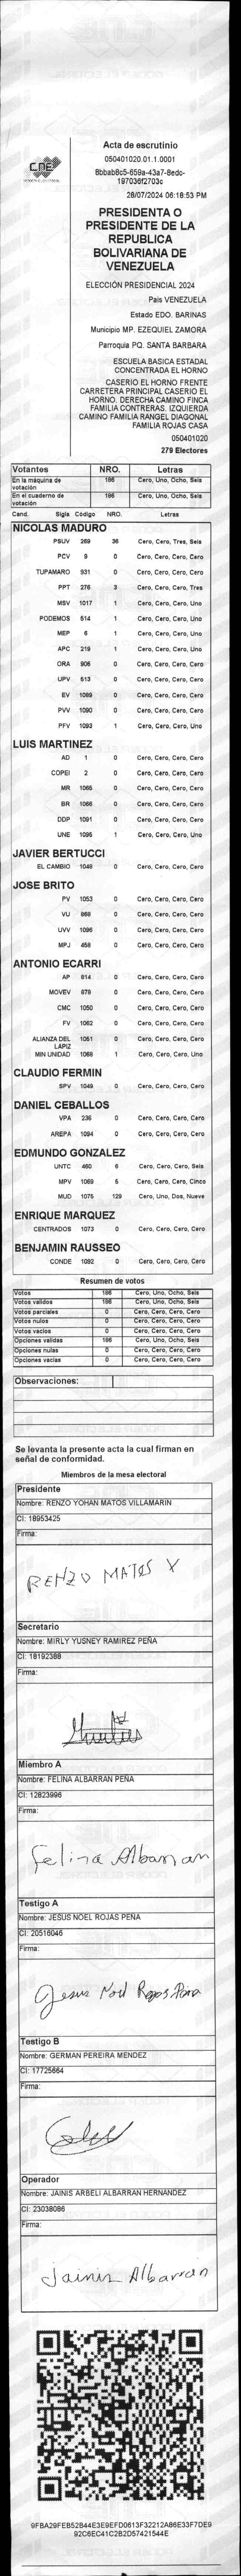 CNE
Acta de escrutinio
050401020.01.1.0001
8bbab8c5-659a-43a7-8edc-
197036f2703c
28/07/2024 06:18:53 PM
PRESIDENTA O
PRESIDENTE DE LA
REPUBLICA
BOLIVARIANA DE
VENEZUELA
ELECCIÓN PRESIDENCIAL 2024
Pais VENEZUELA
Estado EDO. BARINAS
Municipio MP. EZEQUIEL ZAMORA
Parroquia PQ. SANTA BARBARA
ESCUELA BASICA ESTADAL
CONCENTRADA EL HORNO
CASERIO EL HORNO FRENTE
CARRETERA PRINCIPAL CASERIO EL
HORNO. DERECHA CAMINO FINCA
FAMILIA CONTRERAS. IZQUIERDA
CAMINO FAMILIA RANGEL DIAGONAL
FAMILIA ROJAS CASA
050401020
279 Electores
Votantes NRO. Letras
En la máquina de votación 186 Cero, Uno, Ocho, Seis
En el cuaderno de votación 186 Cero, Uno, Ocho, Seis
Cand. Sigla Código NRO. Letras
NICOLAS MADURO
PSUV 269 36 Cero, Cero, Tres, Seis
PCV 9 0 Cero, Cero, Cero, Cero
TUPAMARO 931 0 Cero, Cero, Cero, Cero
PPT 276 3 Cero, Cero, Cero, Tres
MSV 1017 1 Cero, Cero, Cero, Uno
PODEMOS 514 1 Cero, Cero, Cero, Uno
MEP 6 1 Cero, Cero, Cero, Uno
APC 219 1 Cero, Cero, Cero, Uno
ORA 906 0 Cero, Cero, Cero, Cero
UPV 513 0 Cero, Cero, Cero, Cero
EV 1089 0 Cero, Cero, Cero, Cero
PVV 1090 0 Cero, Cero, Cero, Cero
PFV 1093 1 Cero, Cero, Cero, Uno
LUIS MARTINEZ
AD 1 0 Cero, Cero, Cero, Cero
COPEI 2 0 Cero, Cero, Cero, Cero
MR 1065 0 Cero, Cero, Cero, Cero
BR 1066 0 Cero, Cero, Cero, Cero
DDP 1091 0 Cero, Cero, Cero, Cero
UNE 1095 1 Cero, Cero, Cero, Uno
JAVIER BERTUCCI
EL CAMBIO 1048 0 Cero, Cero, Cero, Cero
JOSE BRITO
PV 1053 0 Cero, Cero, Cero, Cero
VU 868 0 Cero, Cero, Cero, Cero
UVV 1096 0 Cero, Cero, Cero, Cero
MPJ 458 0 Cero, Cero, Cero, Cero
ANTONIO ECARRI
AP 814 0 Cero, Cero, Cero, Cero
MOVEV 878 0 Cero, Cero, Cero, Cero
CMC 1050 0 Cero, Cero, Cero, Cero
FV 1062 0 Cero, Cero, Cero, Cero
ALIANZA DEL LAPIZ 1051 0 Cero, Cero, Cero, Cero
MIN UNIDAD 1068 1 Cero, Cero, Cero, Uno
CLAUDIO FERMIN
SPV 1049 0 Cero, Cero, Cero, Cero
DANIEL CEBALLOS
VPA 236 0 Cero, Cero, Cero, Cero
AREPA 1094 0 Cero, Cero, Cero, Cero
EDMUNDO GONZALEZ
UNTC 460 6 Cero, Cero, Cero, Seis
MPV 1069 5 Cero, Cero, Cero, Cinco
MUD 1075 129 Cero, Uno, Dos, Nueve
ENRIQUE MARQUEZ
CENTRADOS 1073 0 Cero, Cero, Cero, Cero
BENJAMIN RAUSSEO
CONDE 1092 0 Cero, Cero, Cero, Cero
Resumen de votos
Votos 186 Cero, Uno, Ocho, Seis
Votos validos 186 Cero, Uno, Ocho, Seis
Votos parciales 0 Cero, Cero, Cero, Cero
Votos nulos 0 Cero, Cero, Cero, Cero
Votos vacios 0 Cero, Cero, Cero, Cero
Opciones validas 186 Cero, Uno, Ocho, Seis
Opciones nulas 0 Cero, Cero, Cero, Cero
Opciones vacias 0 Cero, Cero, Cero, Cero
Observaciones:
Se levanta la presente acta la cual firman en
señal de conformidad.
Miembros de la mesa electoral
Presidente
Nombre: RENZO YOHAN MATOS VILLAMARIN
CI: 18953425
Firma:
RENZO MATOS V
Secretario
Nombre: MIRLY YUSNEY RAMIREZ PEÑA
CI: 18192388
Firma:
Miembro A
Nombre: FELINA ALBARRAN PEÑA
CI: 12823996
Firma:
Felina Albarran
Testigo A
Nombre: JESUS NOEL ROJAS PEÑA
CI: 20516046
Firma:
Jesus Noel Rojas Peña
Testigo B
Nombre: GERMAN PEREIRA MENDEZ
CI: 17725664
Firma:
Operador
Nombre: JAINIS ARBELI ALBARRAN HERNANDEZ
CI: 23038086
Firma:
Jainis Albarran
9FBA29FEB52B44E3E9EFD0613F32212A86E33F7DE9
92C6EC41C2B2D57421544E